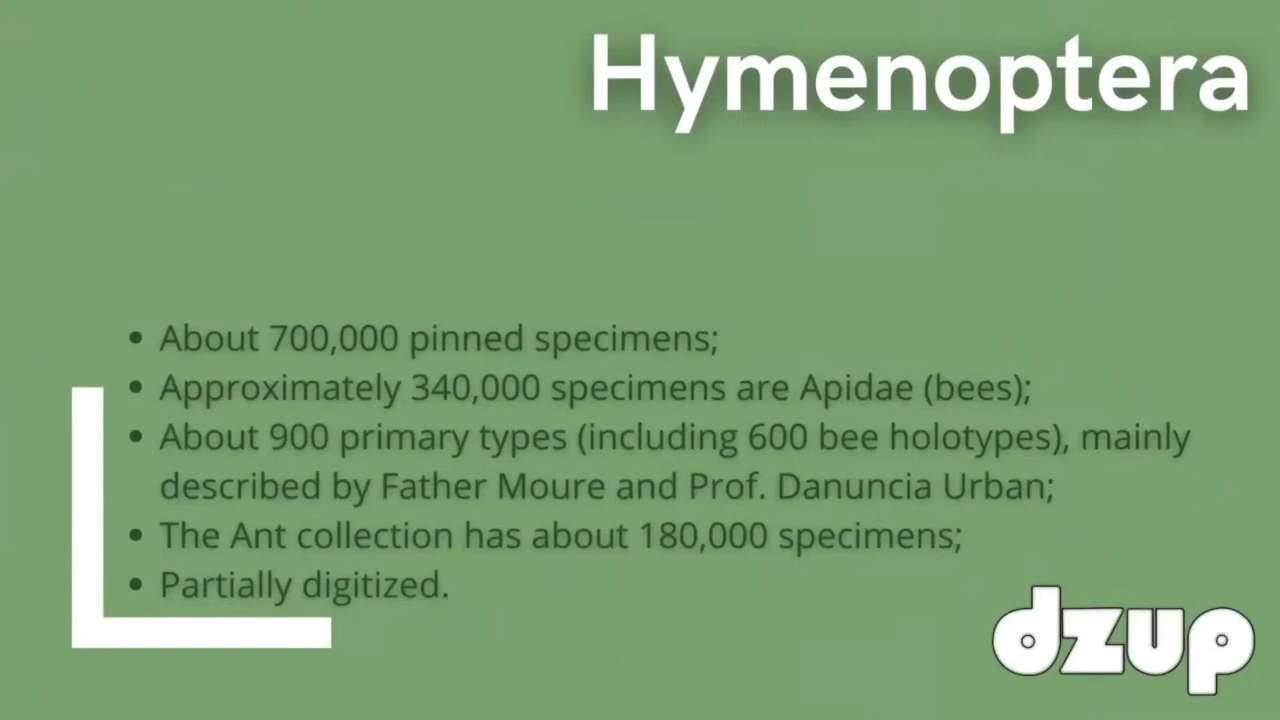 Hymenoptera
• About 700,000 pinned specimens;
• Approximately 340,000 specimens are Apidae (bees);
• About 900 primary types (including 600 bee holotypes), mainly
described by Father Moure and Prof. Danuncia Urban;
• The Ant collection has about 180,000 specimens;
• Partially digitized.
dzup